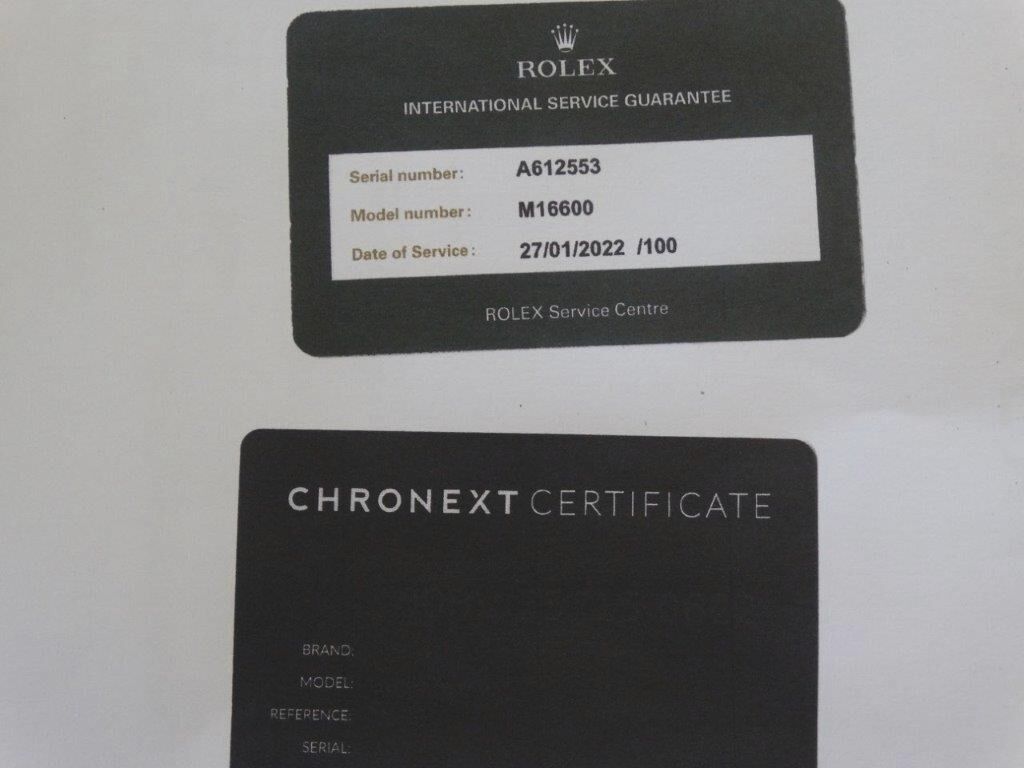 ROLEX
INTERNATIONAL SERVICE GUARANTEE
Serial number: A612553
Model number: M16600
Date of Service: 27/01/2022 /100
ROLEX Service Centre
CHRONEXT CERTIFICATE
BRAND:
MODEL:
REFERENCE:
SERIAL: